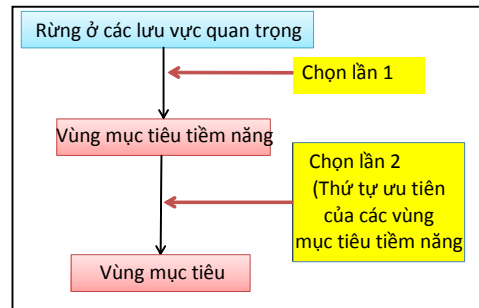 Rừng ở các lưu vực quan trọng
Chọn lần 1
Vùng mục tiêu tiềm năng
Chọn lần 2
(Thứ tự ưu tiên
của các vùng
mục tiêu tiềm năng
Vùng mục tiêu